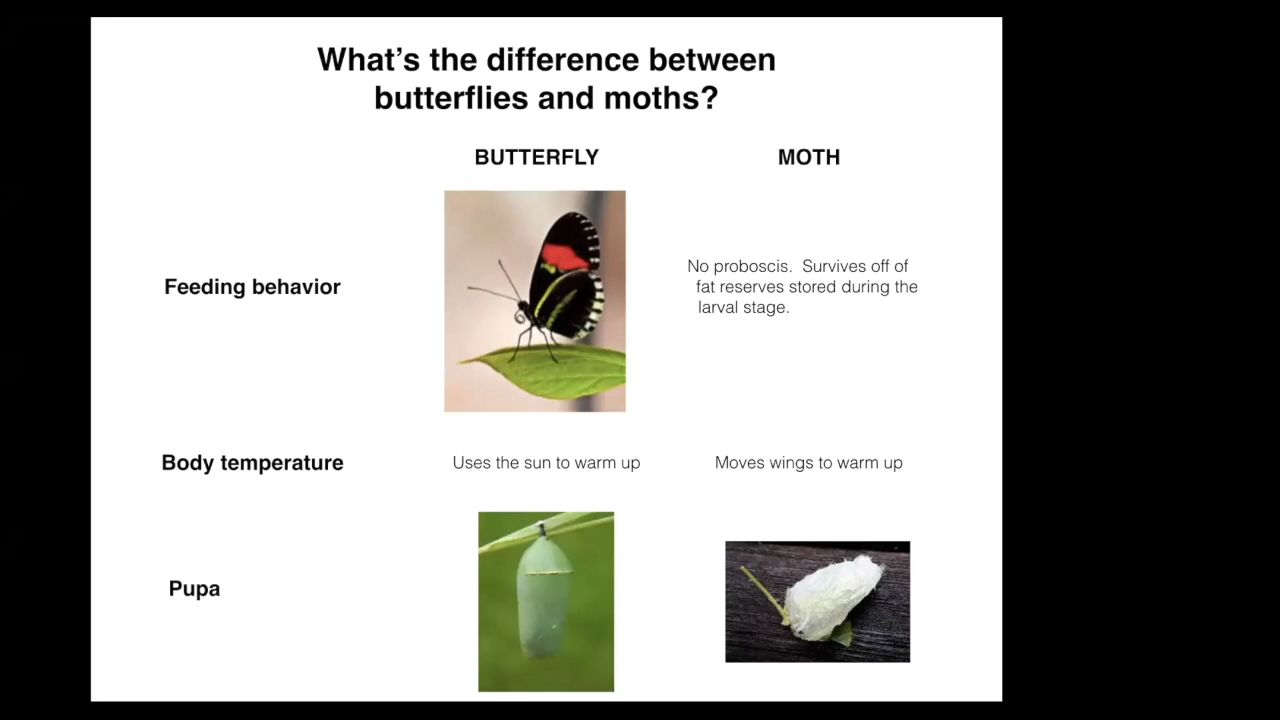 What’s the difference between
butterflies and moths?
BUTTERFLY
MOTH
Feeding behavior
No proboscis.  Survives off of
fat reserves stored during the
larval stage.
Body temperature
Uses the sun to warm up
Moves wings to warm up
Pupa